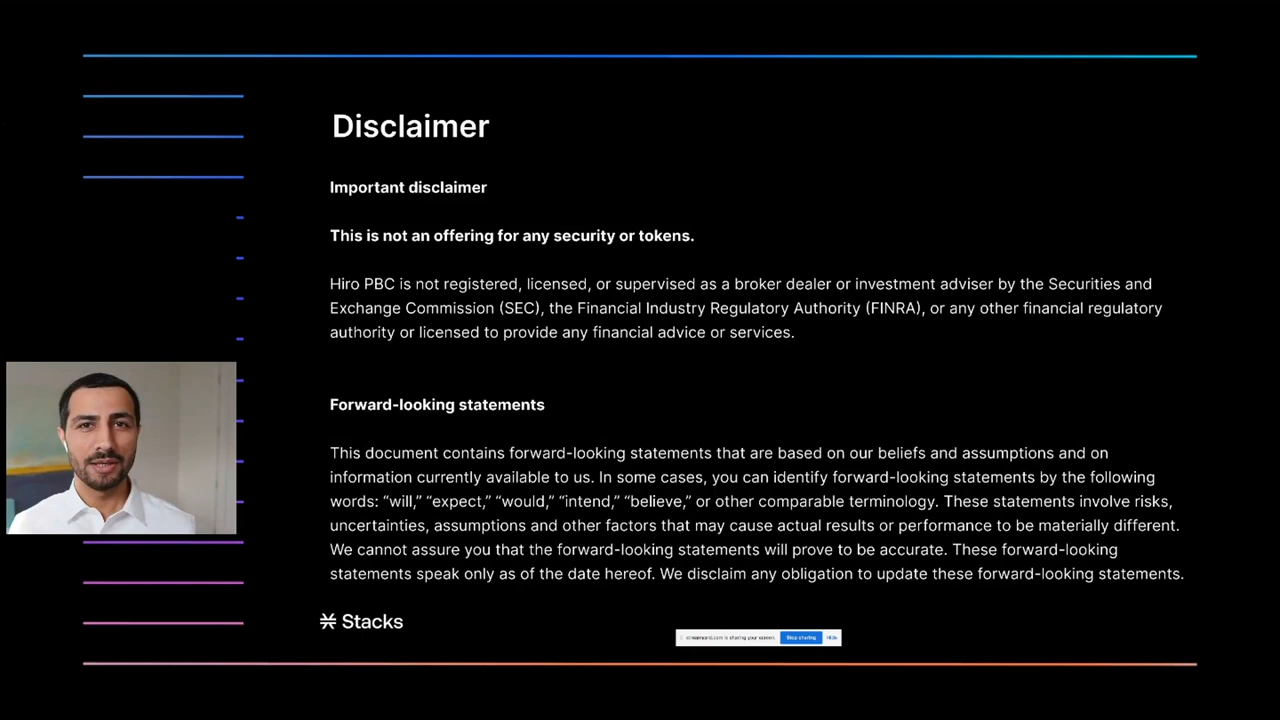 Disclaimer
Important disclaimer
This is not an offering for any security or tokens.
Hiro PBC is not registered, licensed, or supervised as a broker dealer or investment adviser by the Securities and
Exchange Commission (SEC), the Financial Industry Regulatory Authority (FINRA), or any other financial regulatory
authority or licensed to provide any financial advice or services.
Forward-looking statements
This document contains forward-looking statements that are based on our beliefs and assumptions and on
information currently available to us. In some cases, you can identify forward-looking statements by the following
words: “will,” “expect,” “would,” “intend,” “believe,” or other comparable terminology. These statements involve risks,
uncertainties, assumptions and other factors that may cause actual results or performance to be materially different.
We cannot assure you that the forward-looking statements will prove to be accurate. These forward-looking
statements speak only as of the date hereof. We disclaim any obligation to update these forward-looking statements.
Stacks
streamyard.com is sharing your screen. Stop sharing Hide